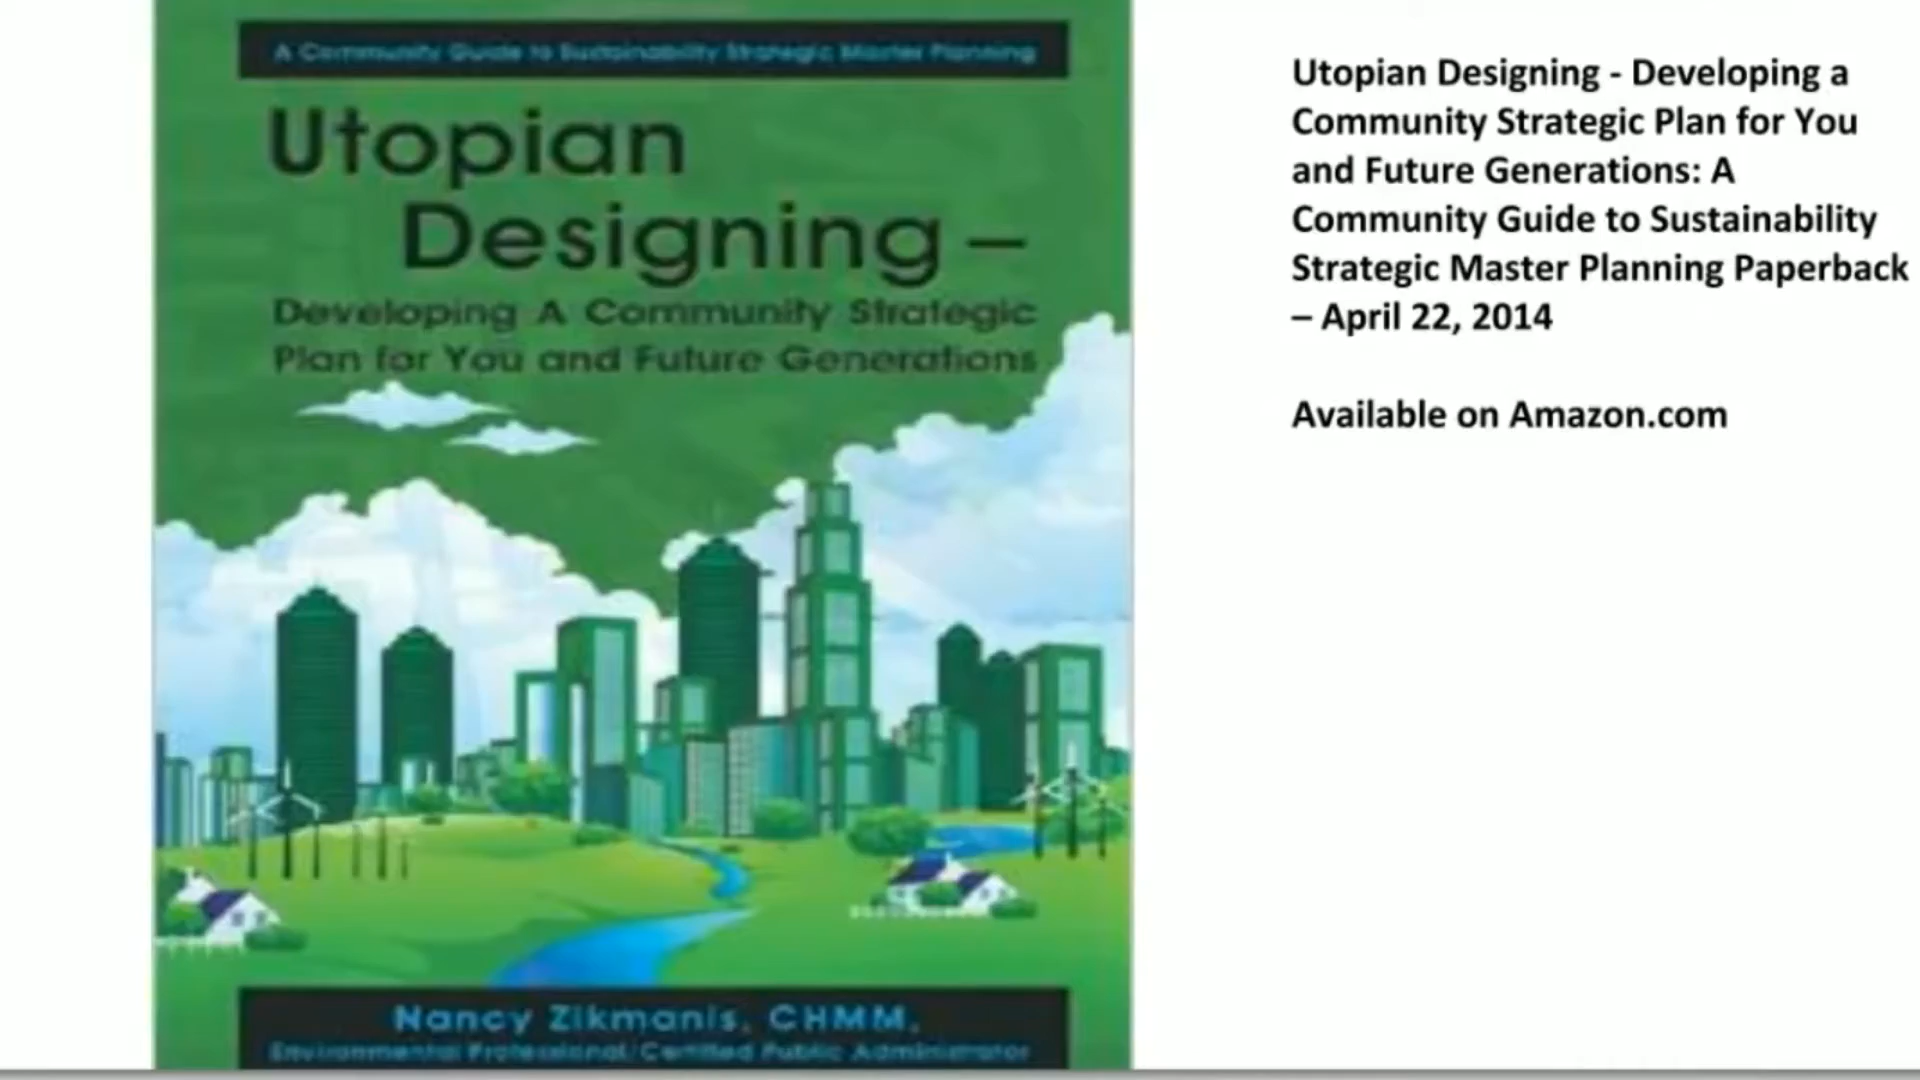 A Community Guide to Sustainability Strategic Master Planning
Utopian
Designing –
Developing A Community Strategic
Plan for You and Future Generations
Nancy Zikmanis, CHMM,
Environmental Professional/Certified Public Administrator
Utopian Designing - Developing a
Community Strategic Plan for You
and Future Generations: A
Community Guide to Sustainability
Strategic Master Planning Paperback
– April 22, 2014
Available on Amazon.com